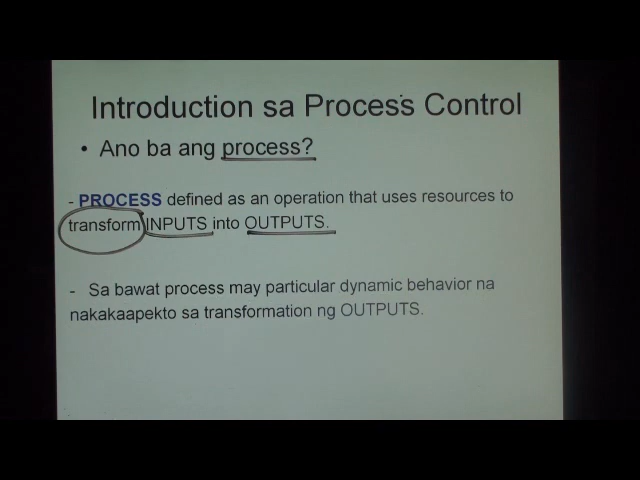 Introduction sa Process Control
• Ano ba ang process?
- PROCESS defined as an operation that uses resources to
transform INPUTS into OUTPUTS.
- Sa bawat process may particular dynamic behavior na
nakakaapekto sa transformation ng OUTPUTS.